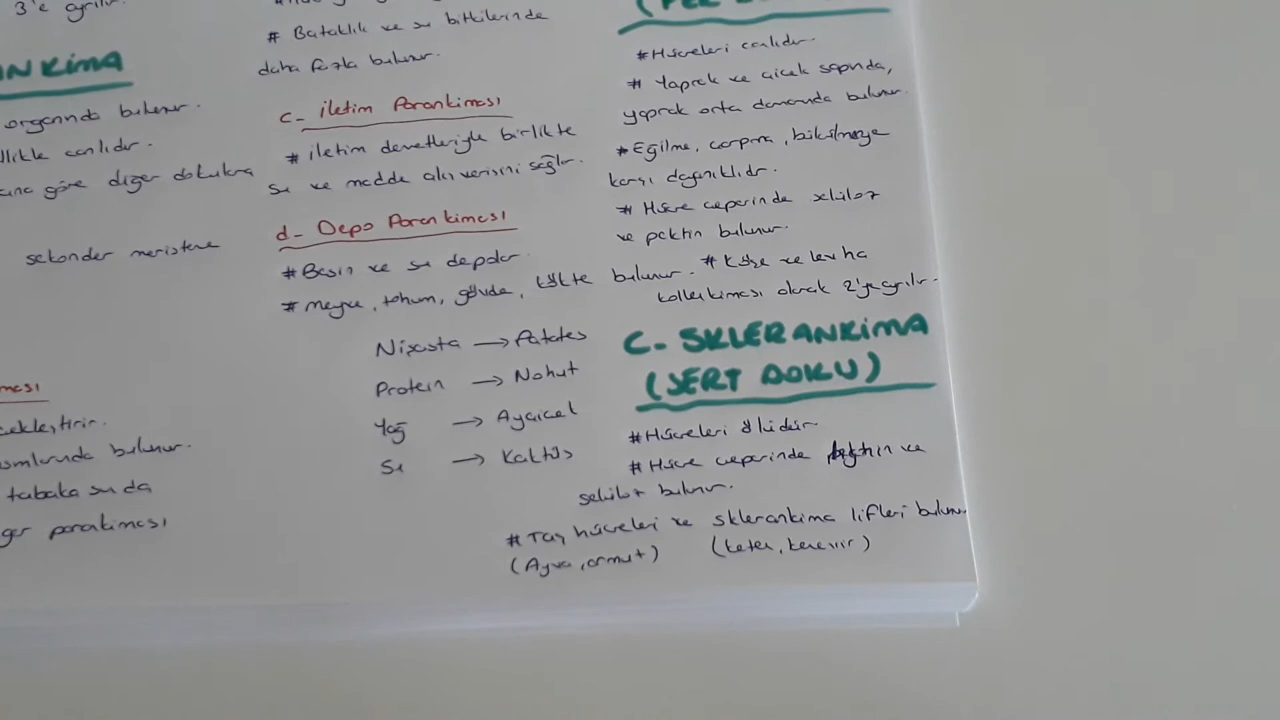 3'e ayrılır.
ANKİMA
organında bulunur.
canlıdır.
göre diğer dokulara
sekonder meristem
bulunur.
tabaka suda
parankiması
# Bataklık ve su bitkilerinde
daha fazla bulunur.
c- İletim Parankiması
# İletim demetleriyle birlikte
su ve madde alış verişini sağlar.
d- Depo Parankiması
# Besin ve su depolar.
# meyve, tohum, gövde, kökte bulunur.
Nişasta → Patates
Protein → Nohut
Yağ → Ayçiçek
Su → Kaktüs
# Hücreleri canlıdır.
# Yaprak ve çiçek sapında,
yaprak orta damarında bulunur.
# Eğilme, çarpma, bükülmeye
karşı dayanıklıdır.
# Hücre çeperinde selüloz
ve pektin bulunur.
# Köşe ve levha
kollenkiması olarak 2'ye ayrılır.
C- SKLERANKİMA
(SERT DOKU)
# Hücreleri ölüdür.
# Hücre çeperinde ve
selüloz bulunur.
# Taş hücreleri ve sklerankima lifleri bulunur
(Ayva, armut) (keten, kenevir)